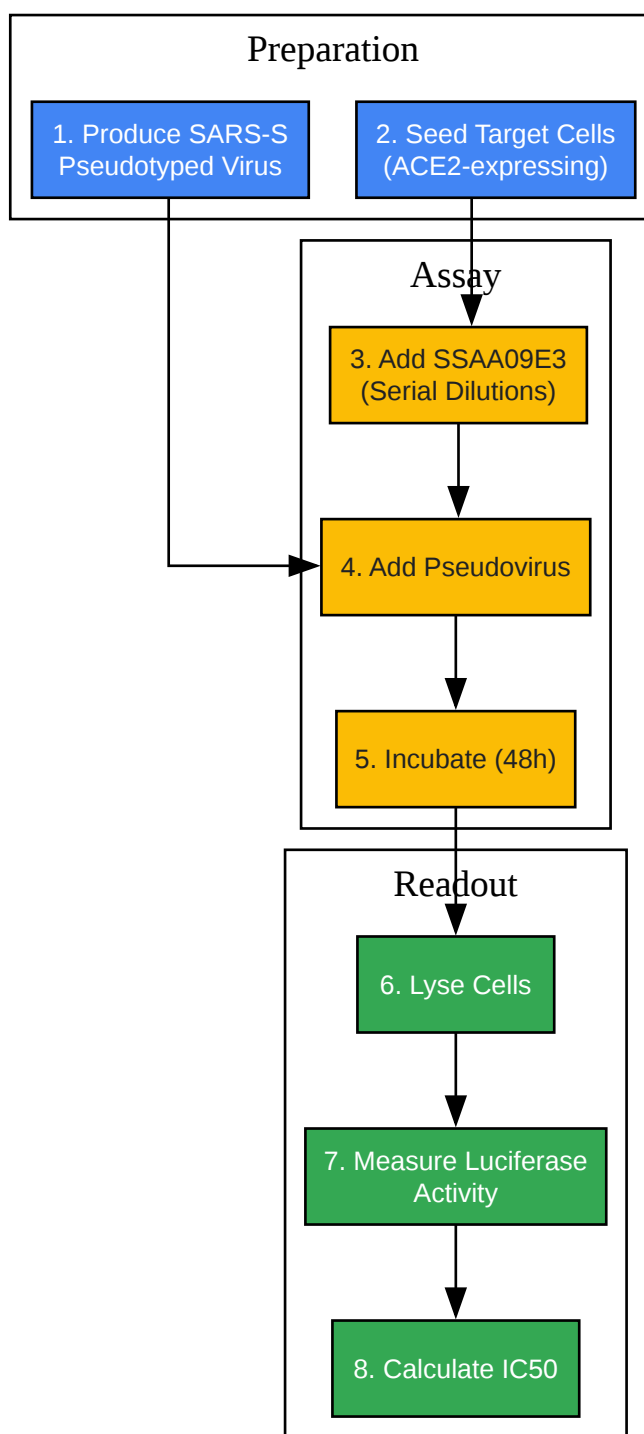 Preparation
1. Produce SARS-S
Pseudotyped Virus
2. Seed Target Cells
(ACE2-expressing)
Assay
3. Add SSAA09E3
(Serial Dilutions)
4. Add Pseudovirus
5. Incubate (48h)
Readout
6. Lyse Cells
7. Measure Luciferase
Activity
8. Calculate IC50